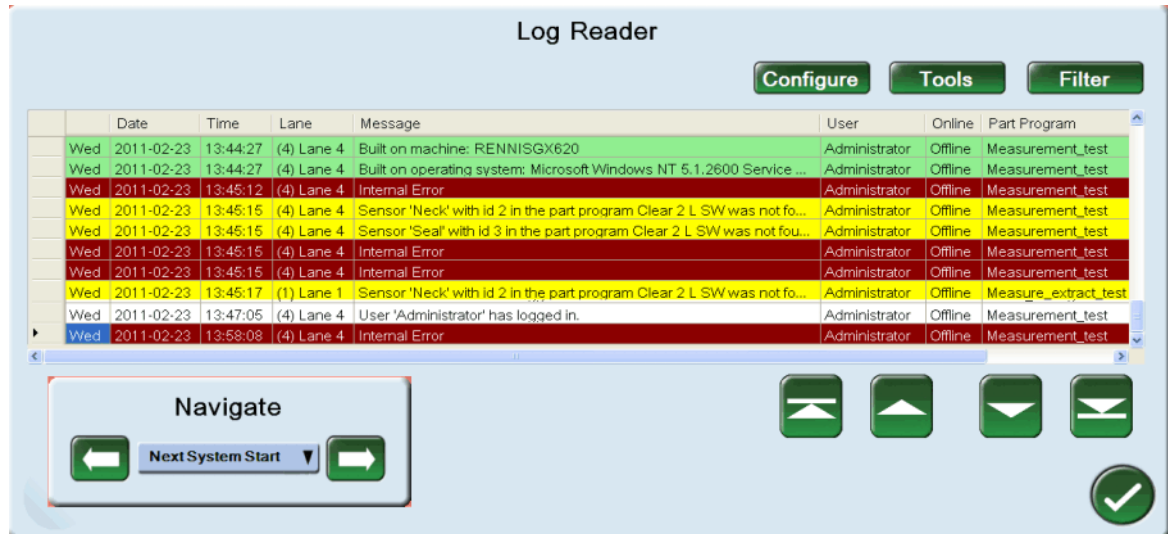 Log Reader
Configure Tools Filter
Date Time Lane Message User Online Part Program
Wed 2011-02-23 13:44:27 (4) Lane 4 Built on machine: RENNISGX620 Administrator Offline Measurement_test
Wed 2011-02-23 13:44:27 (4) Lane 4 Built on operating system: Microsoft Windows NT 5.1.2600 Service ... Administrator Offline Measurement_test
Wed 2011-02-23 13:45:12 (4) Lane 4 Internal Error Administrator Offline Measurement_test
Wed 2011-02-23 13:45:15 (4) Lane 4 Sensor 'Neck' with id 2 in the part program Clear 2 L SW was not fo... Administrator Offline Measurement_test
Wed 2011-02-23 13:45:15 (4) Lane 4 Sensor 'Seal' with id 3 in the part program Clear 2 L SW was not fou... Administrator Offline Measurement_test
Wed 2011-02-23 13:45:15 (4) Lane 4 Internal Error Administrator Offline Measurement_test
Wed 2011-02-23 13:45:15 (4) Lane 4 Internal Error Administrator Offline Measurement_test
Wed 2011-02-23 13:45:17 (1) Lane 1 Sensor 'Neck' with id 2 in the part program Clear 2 L SW was not fo... Administrator Offline Measure_extract_test
Wed 2011-02-23 13:47:05 (4) Lane 4 User 'Administrator' has logged in. Administrator Offline Measurement_test
Wed 2011-02-23 13:58:08 (4) Lane 4 Internal Error Administrator Offline Measurement_test
Navigate
Next System Start